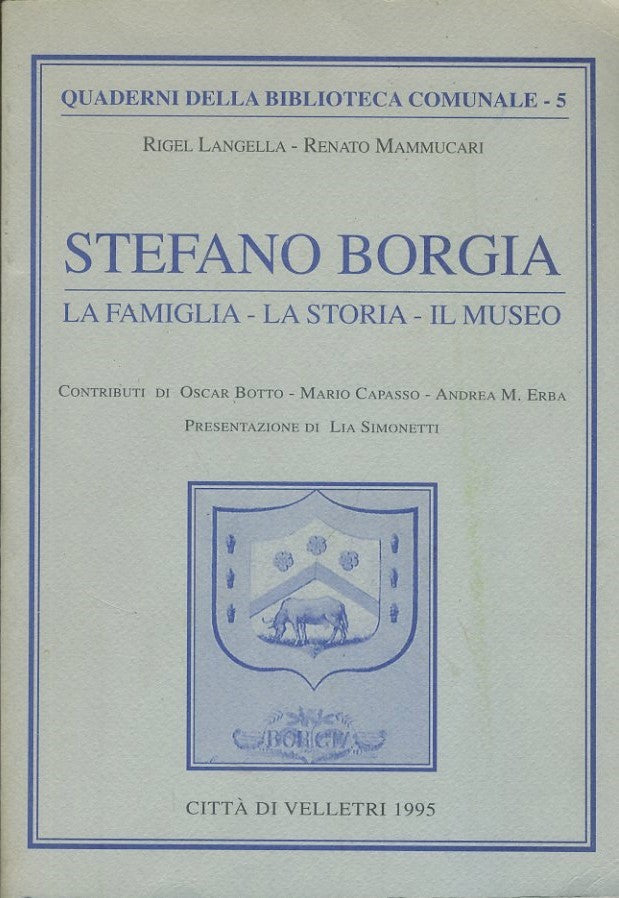 QUADERNI DELLA BIBLIOTECA COMUNALE - 5
RIGEL LANGELLA - RENATO MAMMUCARI
STEFANO BORGIA
LA FAMIGLIA - LA STORIA - IL MUSEO
CONTRIBUTI DI OSCAR BOTTO - MARIO CAPASSO - ANDREA M. ERBA
PRESENTAZIONE DI LIA SIMONETTI
BORGIA
CITTÀ DI VELLETRI 1995